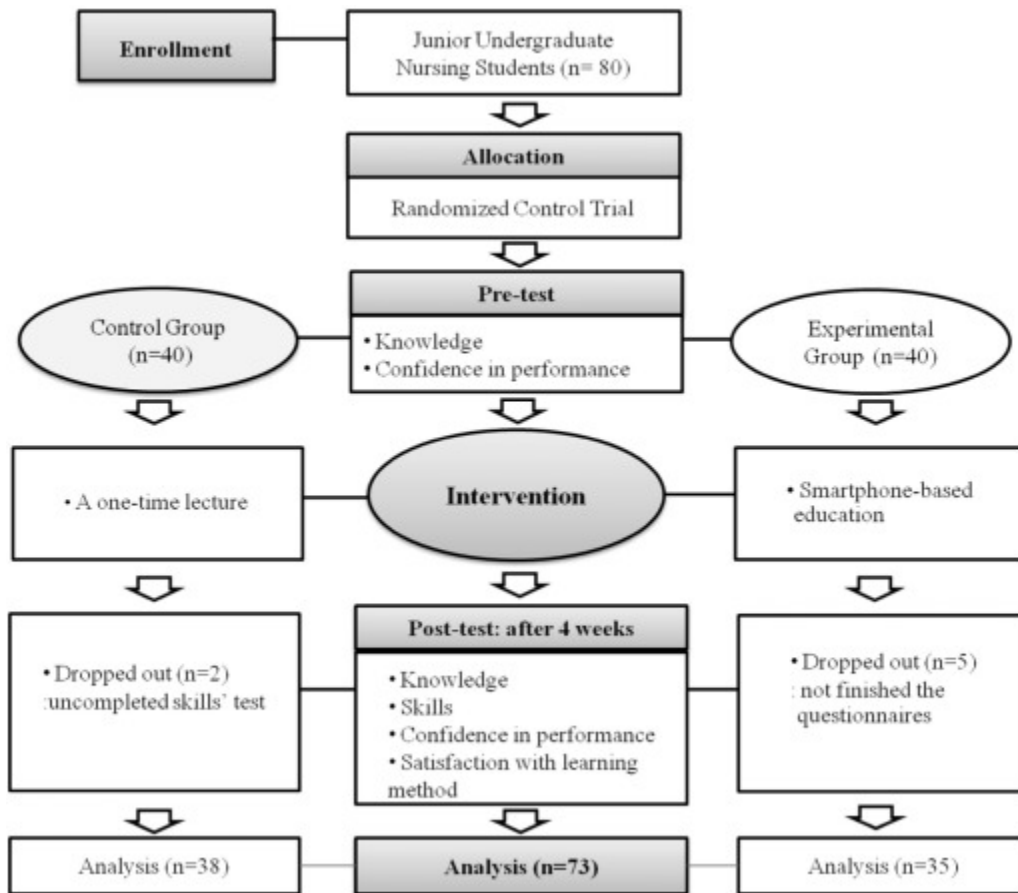 Enrollment
Junior Undergraduate
Nursing Students (n= 80)
Allocation
Randomized Control Trial
Pre-test
• Knowledge
• Confidence in performance
Control Group
(n=40)
Experimental
Group (n=40)
• A one-time lecture
Intervention
• Smartphone-based
education
• Dropped out (n=2)
:uncompleted skills’ test
Post-test: after 4 weeks
• Knowledge
• Skills
• Confidence in performance
• Satisfaction with learning
method
• Dropped out (n=5)
: not finished the
questionnaires
Analysis (n=38)
Analysis (n=73)
Analysis (n=35)